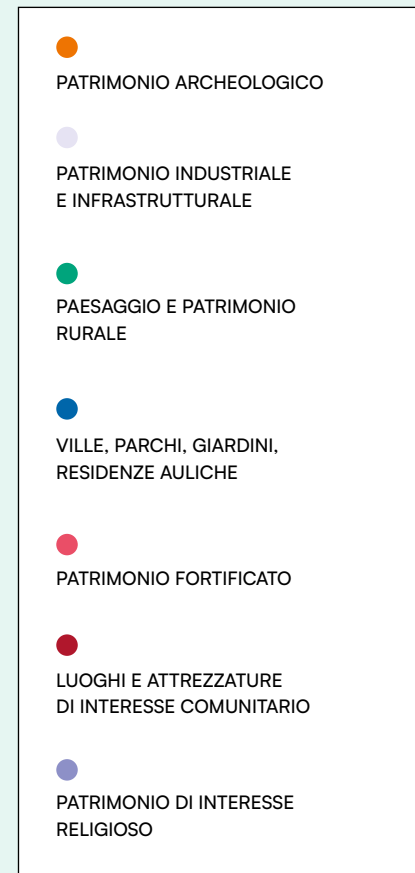 PATRIMONIO ARCHEOLOGICO
PATRIMONIO INDUSTRIALE
E INFRASTRUTTURALE
PAESAGGIO E PATRIMONIO
RURALE
VILLE, PARCHI, GIARDINI,
RESIDENZE AULICHE
PATRIMONIO FORTIFICATO
LUOGHI E ATTREZZATURE
DI INTERESSE COMUNITARIO
PATRIMONIO DI INTERESSE
RELIGIOSO